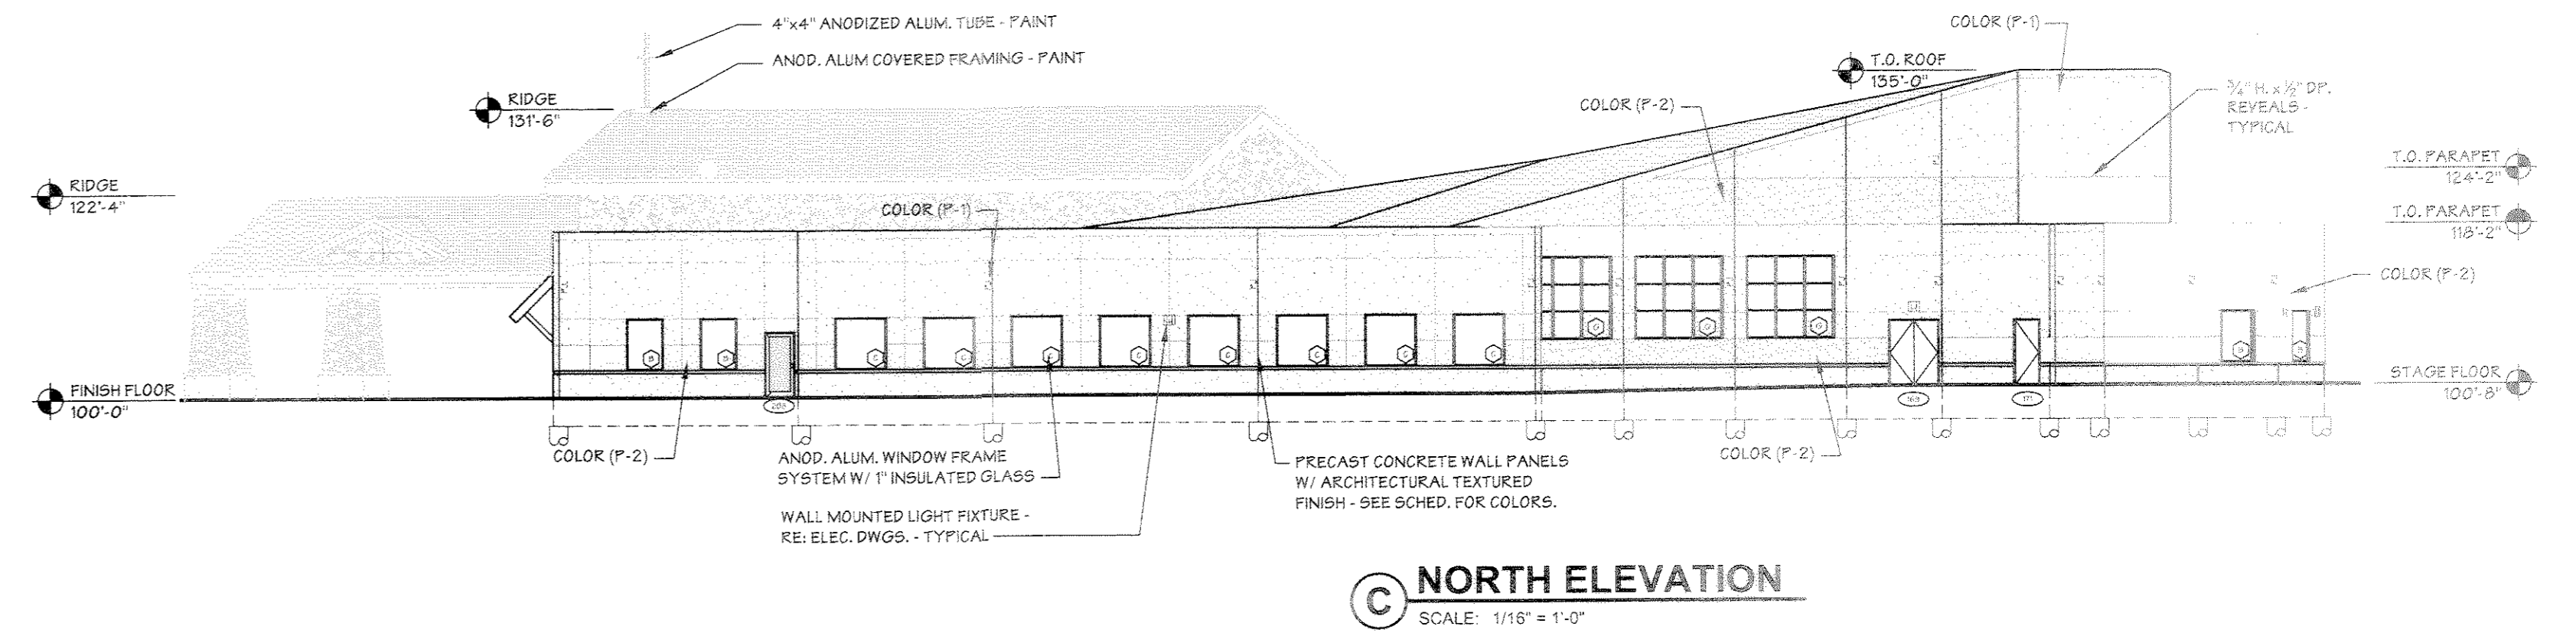 4"x4" ANODIZED ALUM. TUBE - PAINT
ANOD. ALUM COVERED FRAMING - PAINT
COLOR (P-1)
T.O. ROOF
135'-0"
RIDGE
131'-6"
COLOR (P-2)
3/4" H. x 1/2" DP.
REVEALS -
TYPICAL
T.O. PARAPET
124'-2"
RIDGE
122'-4"
COLOR (P-1)
T.O. PARAPET
118'-2"
COLOR (P-2)
B
B
C
C
C
C
C
C
C
C
G
G
G
B
B
FINISH FLOOR
100'-0"
STAGE FLOOR
100'-8"
169
171
COLOR (P-2)
ANOD. ALUM. WINDOW FRAME
SYSTEM W/ 1" INSULATED GLASS
PRECAST CONCRETE WALL PANELS
W/ ARCHITECTURAL TEXTURED
FINISH - SEE SCHED. FOR COLORS.
COLOR (P-2)
WALL MOUNTED LIGHT FIXTURE -
RE: ELEC. DWGS. - TYPICAL
C
NORTH ELEVATION
SCALE: 1/16" = 1'-0"